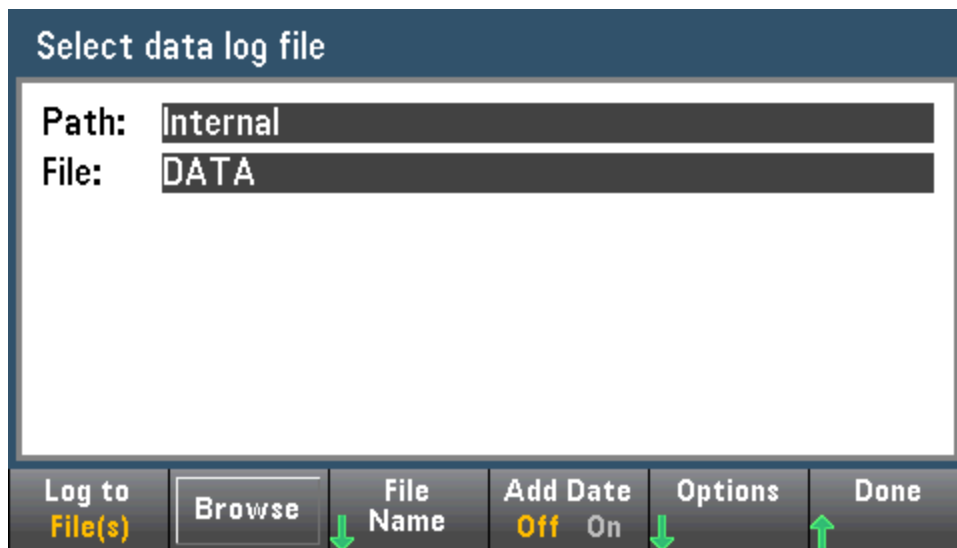 Select data log file
Path: Internal
File: DATA
Log to
File(s)
Browse
File
Name
Add Date
Off On
Options
Done